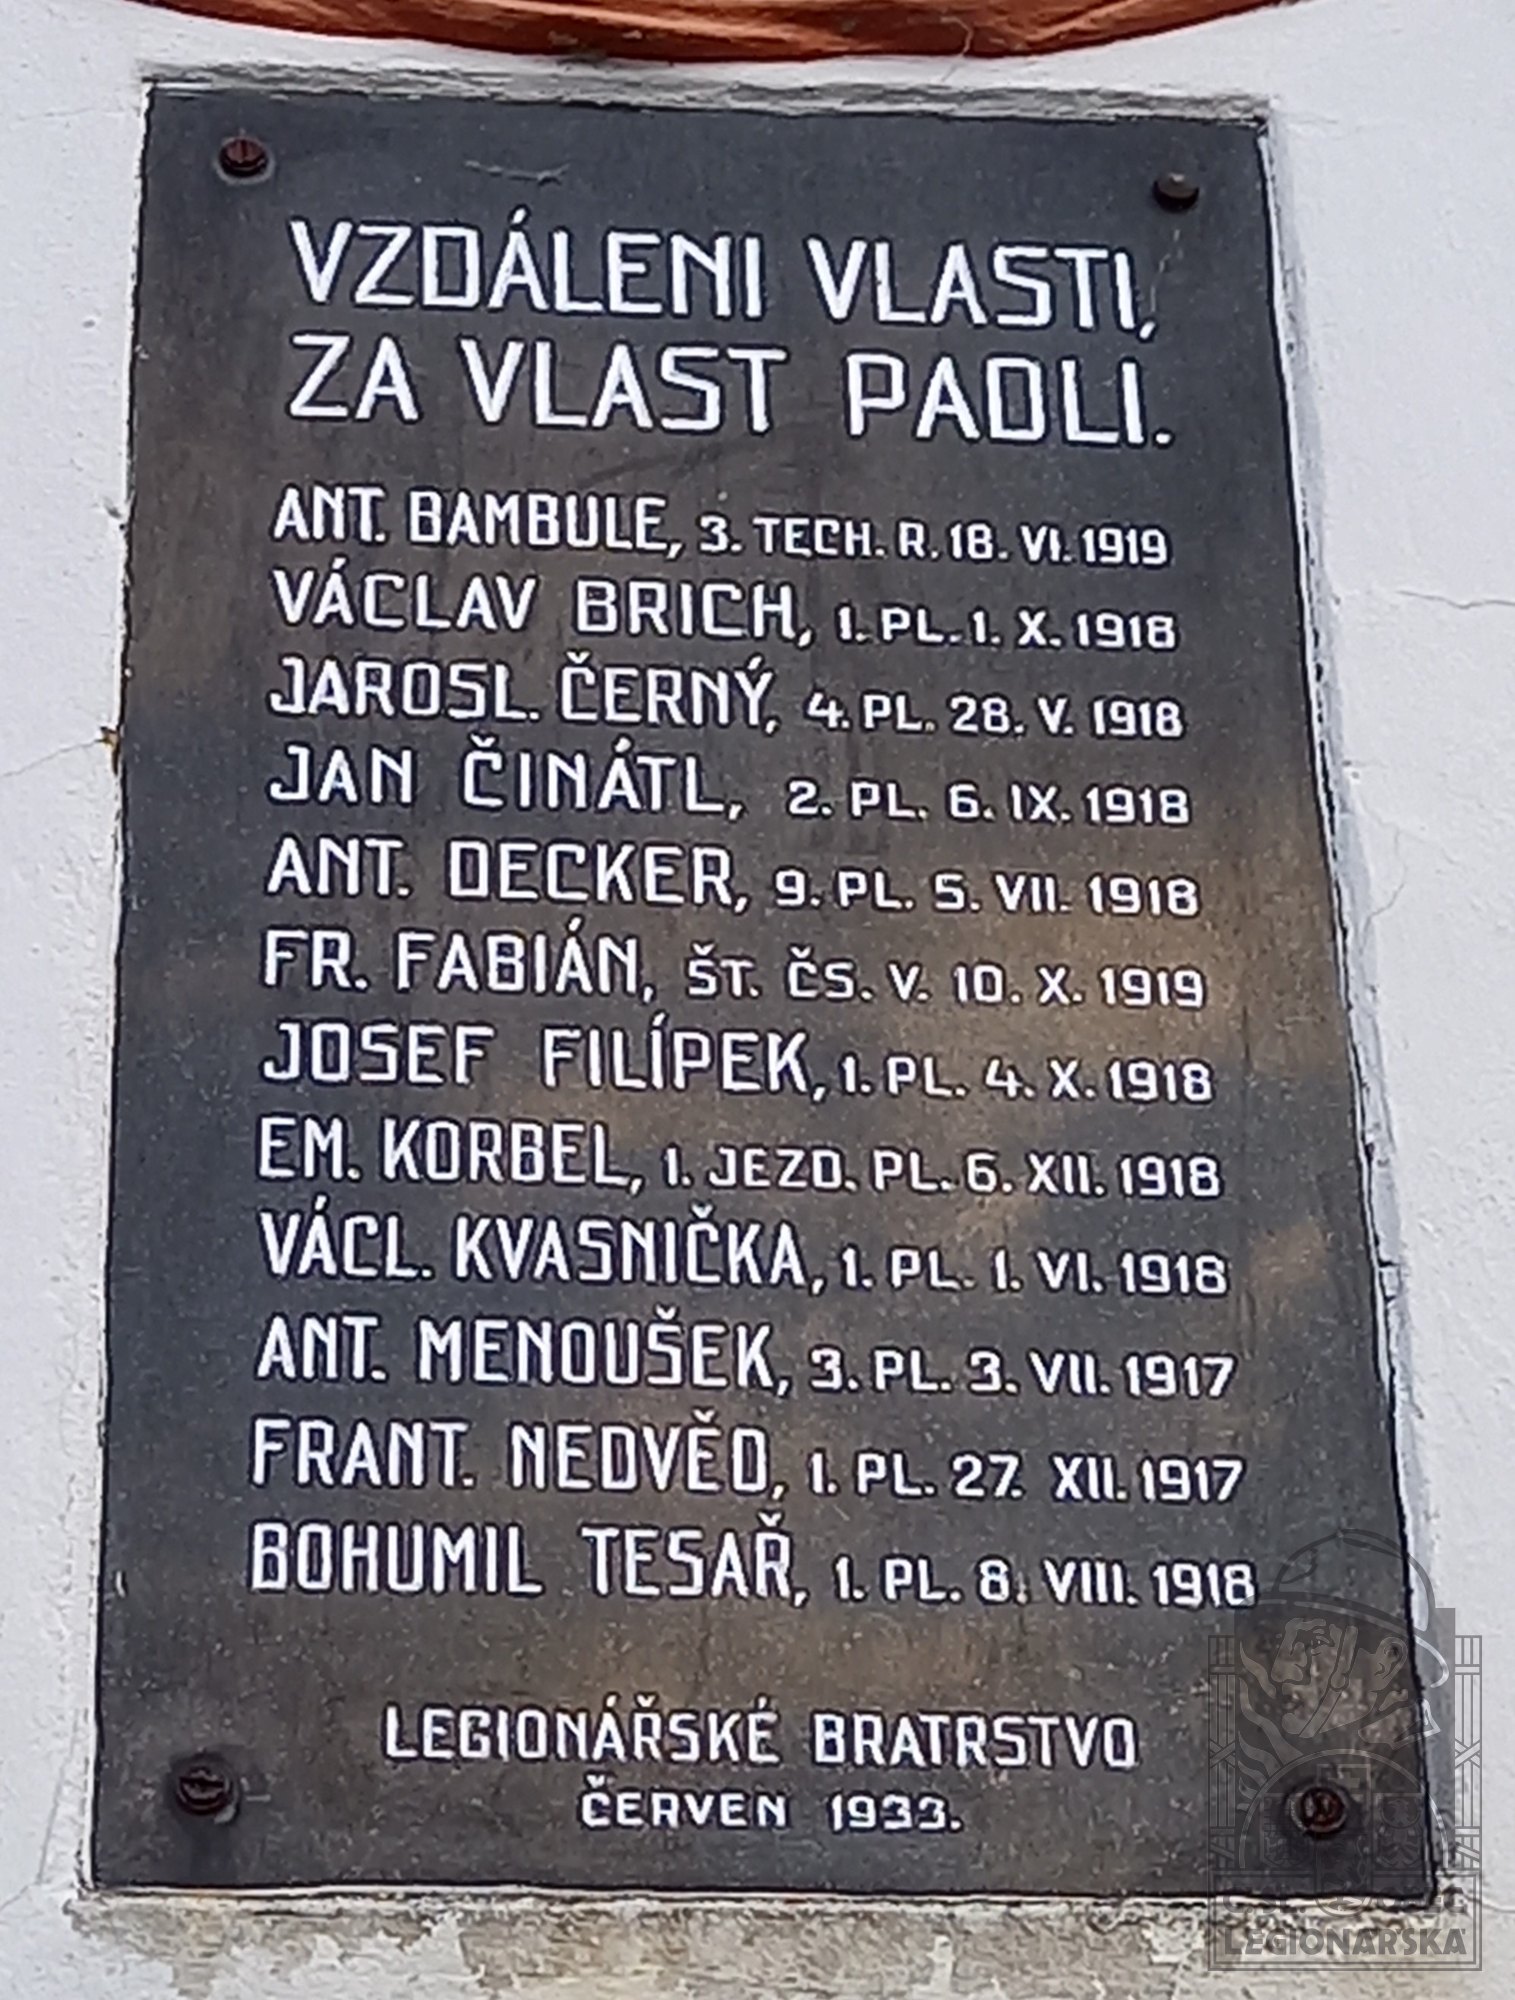 VZDÁLENI VLASTI,
ZA VLAST PADLI.
ANT. BAMBULE, 3. TECH. R. 18. VI. 1919
VÁCLAV BRICH, 1. PL. 1. X. 1918
JAROSL. ČERNÝ, 4. PL. 28. V. 1918
JAN ČINÁTL, 2. PL. 6. IX. 1918
ANT. DECKER, 9. PL. 5. VII. 1918
FR. FABIÁN, ŠT. ČS. V. 10. X. 1919
JOSEF FILÍPEK, 1. PL. 4. X. 1918
EM. KORBEL, 1. JEZD. PL. 6. XII. 1918
VÁCL. KVASNIČKA, 1. PL. 1. VI. 1918
ANT. MENOUŠEK, 3. PL. 3. VII. 1917
FRANT. NEDVĚD, 1. PL. 27. XII. 1917
BOHUMIL TESAŘ, 1. PL. 8. VIII. 1918
LEGIONÁŘSKÉ BRATRSTVO
ČERVEN 1933.
LEGIONÁŘSKÁ